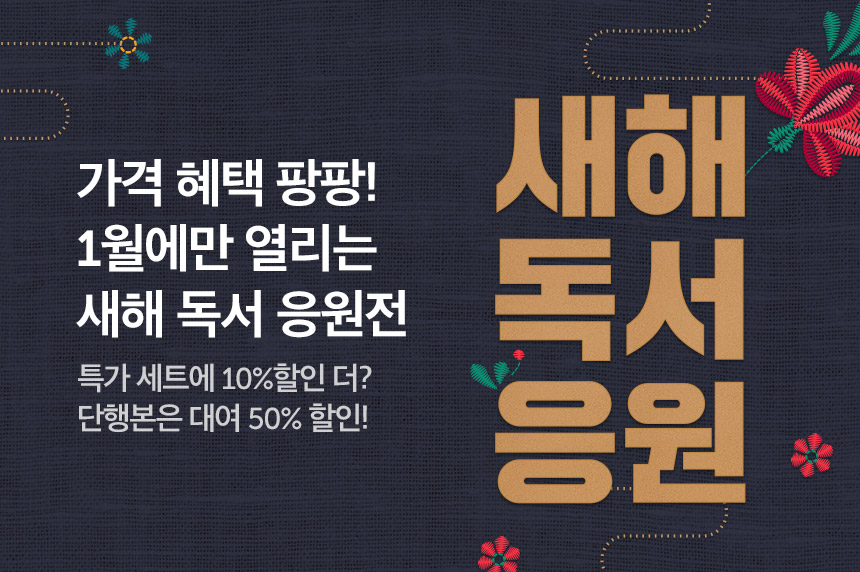 가격 혜택 팡팡!
1월에만 열리는
새해 독서 응원전
특가 세트에 10%할인 더?
단행본은 대여 50% 할인!
새해
독서
응원